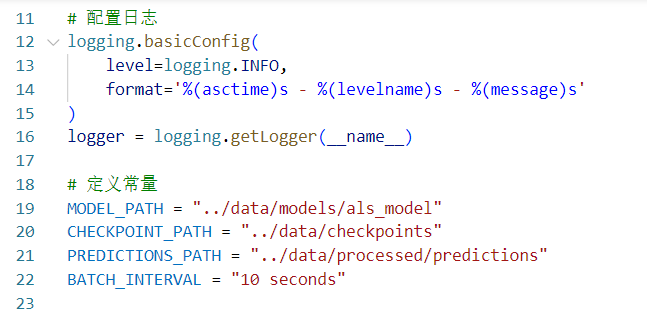 11 # 配置日志
12 logging.basicConfig(
13 level=logging.INFO,
14 format='%(asctime)s - %(levelname)s - %(message)s'
15 )
16 logger = logging.getLogger(__name__)
17
18 # 定义常量
19 MODEL_PATH = "../data/models/als_model"
20 CHECKPOINT_PATH = "../data/checkpoints"
21 PREDICTIONS_PATH = "../data/processed/predictions"
22 BATCH_INTERVAL = "10 seconds"
23